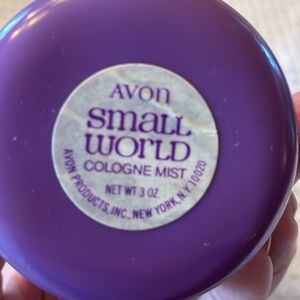 AVON
small
world
COLOGNE MIST
NET WT 3 OZ.
AVON PRODUCTS, INC., NEW YORK, N.Y. 10020